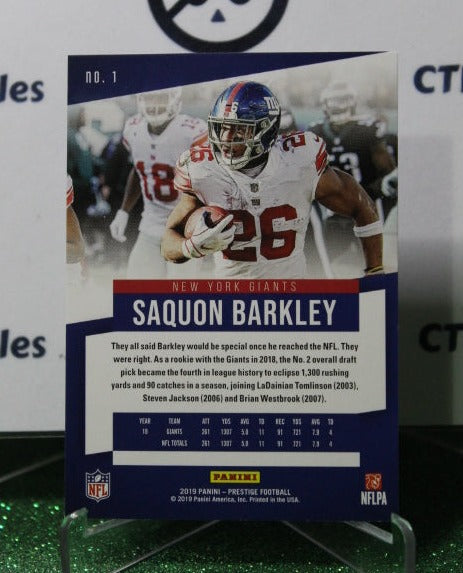 NO. 1
CT
les
les
CT
18
26
26
NEW YORK GIANTS
SAQUON BARKLEY
They all said Barkley would be special once he reached the NFL. They
were right. As a rookie with the Giants in 2018, the No. 2 overall draft
pick became the fourth in league history to eclipse 1,300 rushing
yards and 90 catches in a season, joining LaDainian Tomlinson (2003),
Steven Jackson (2006) and Brian Westbrook (2007).
YEAR TEAM ATT YDS AVG TD REC YDS AVG TD
18 GIANTS 261 1307 5.0 11 91 721 7.9 4
NFL TOTALS 261 1307 5.0 11 91 721 7.9 4
NFL
PANINI
NFLPA
2019 PANINI – PRESTIGE FOOTBALL
© 2019 Panini America, Inc. Printed in the USA.